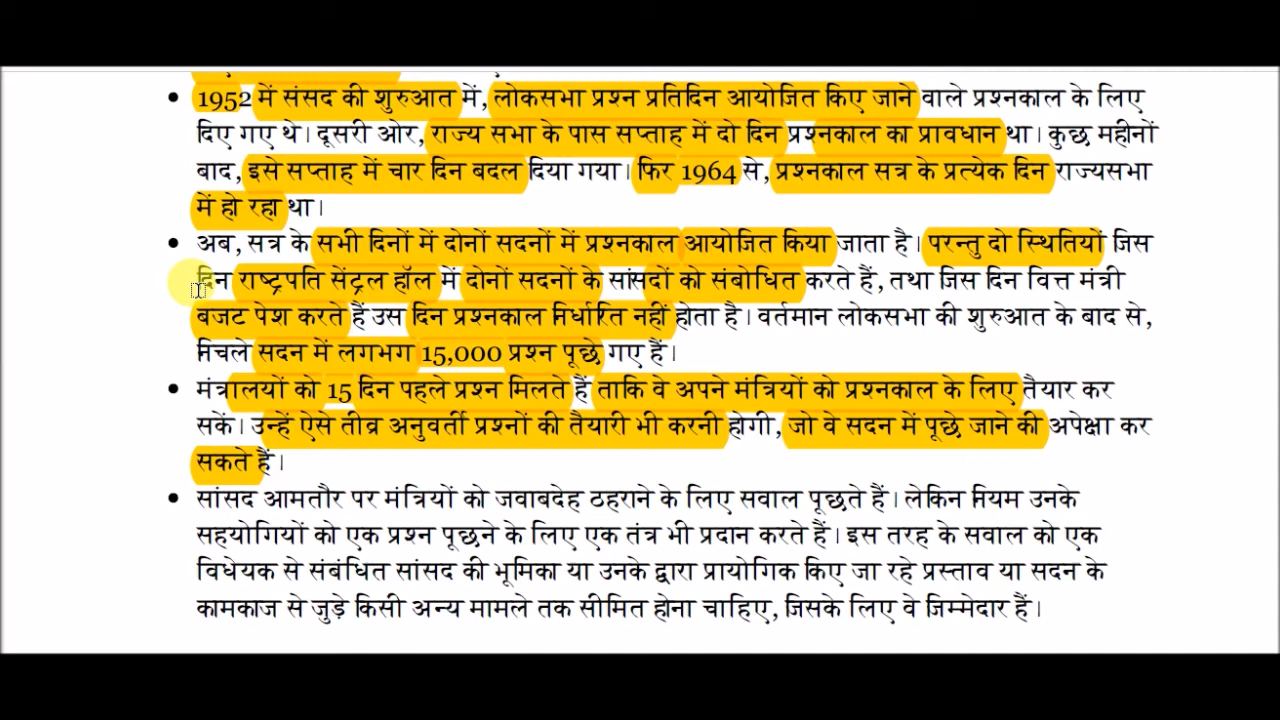 1952 में संसद की शुरुआत में, लोकसभा प्रश्न प्रतिदिन आयोजित किए जाने वाले प्रश्नकाल के लिए
दिए गए थे। दूसरी ओर, राज्य सभा के पास सप्ताह में दो दिन प्रश्नकाल का प्रावधान था। कुछ महीनों
बाद, इसे सप्ताह में चार दिन बदल दिया गया। फिर 1964 से, प्रश्नकाल सत्र के प्रत्येक दिन राज्यसभा
में हो रहा था।
अब, सत्र के सभी दिनों में दोनों सदनों में प्रश्नकाल आयोजित किया जाता है। परन्तु दो स्थितियों जिस
दिन राष्ट्रपति सेंट्रल हॉल में दोनों सदनों के सांसदों को संबोधित करते हैं, तथा जिस दिन वित्त मंत्री
बजट पेश करते हैं उस दिन प्रश्नकाल निर्धारित नहीं होता है। वर्तमान लोकसभा की शुरुआत के बाद से,
निचले सदन में लगभग 15,000 प्रश्न पूछे गए हैं।
मंत्रालयों को 15 दिन पहले प्रश्न मिलते हैं ताकि वे अपने मंत्रियों को प्रश्नकाल के लिए तैयार कर
सकें। उन्हें ऐसे तीव्र अनुवर्ती प्रश्नों की तैयारी भी करनी होगी, जो वे सदन में पूछे जाने की अपेक्षा कर
सकते हैं।
सांसद आमतौर पर मंत्रियों को जवाबदेह ठहराने के लिए सवाल पूछते हैं। लेकिन नियम उनके
सहयोगियों को एक प्रश्न पूछने के लिए एक तंत्र भी प्रदान करते हैं। इस तरह के सवाल को एक
विधेयक से संबंधित सांसद की भूमिका या उनके द्वारा प्रायोगिक किए जा रहे प्रस्ताव या सदन के
कामकाज से जुड़े किसी अन्य मामले तक सीमित होना चाहिए, जिसके लिए वे जिम्मेदार हैं।